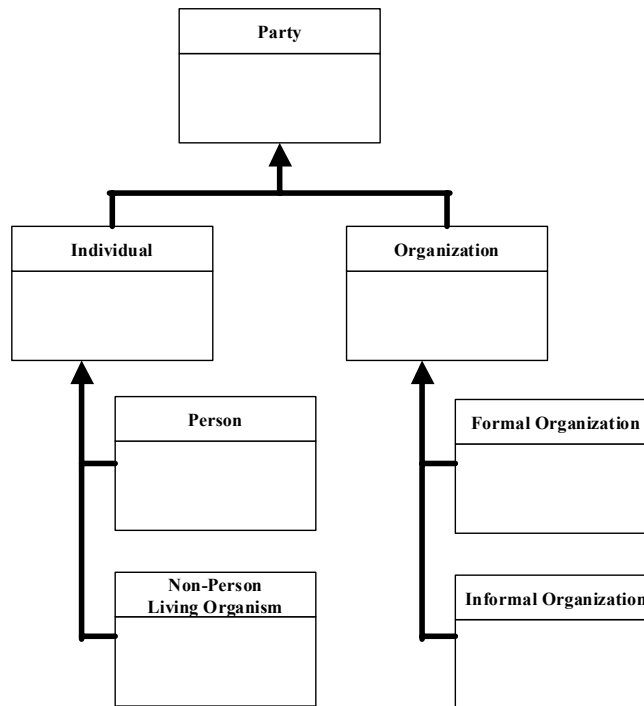 Party
Individual
Organization
Person
Formal Organization
Non-Person
Living Organism
Informal Organization